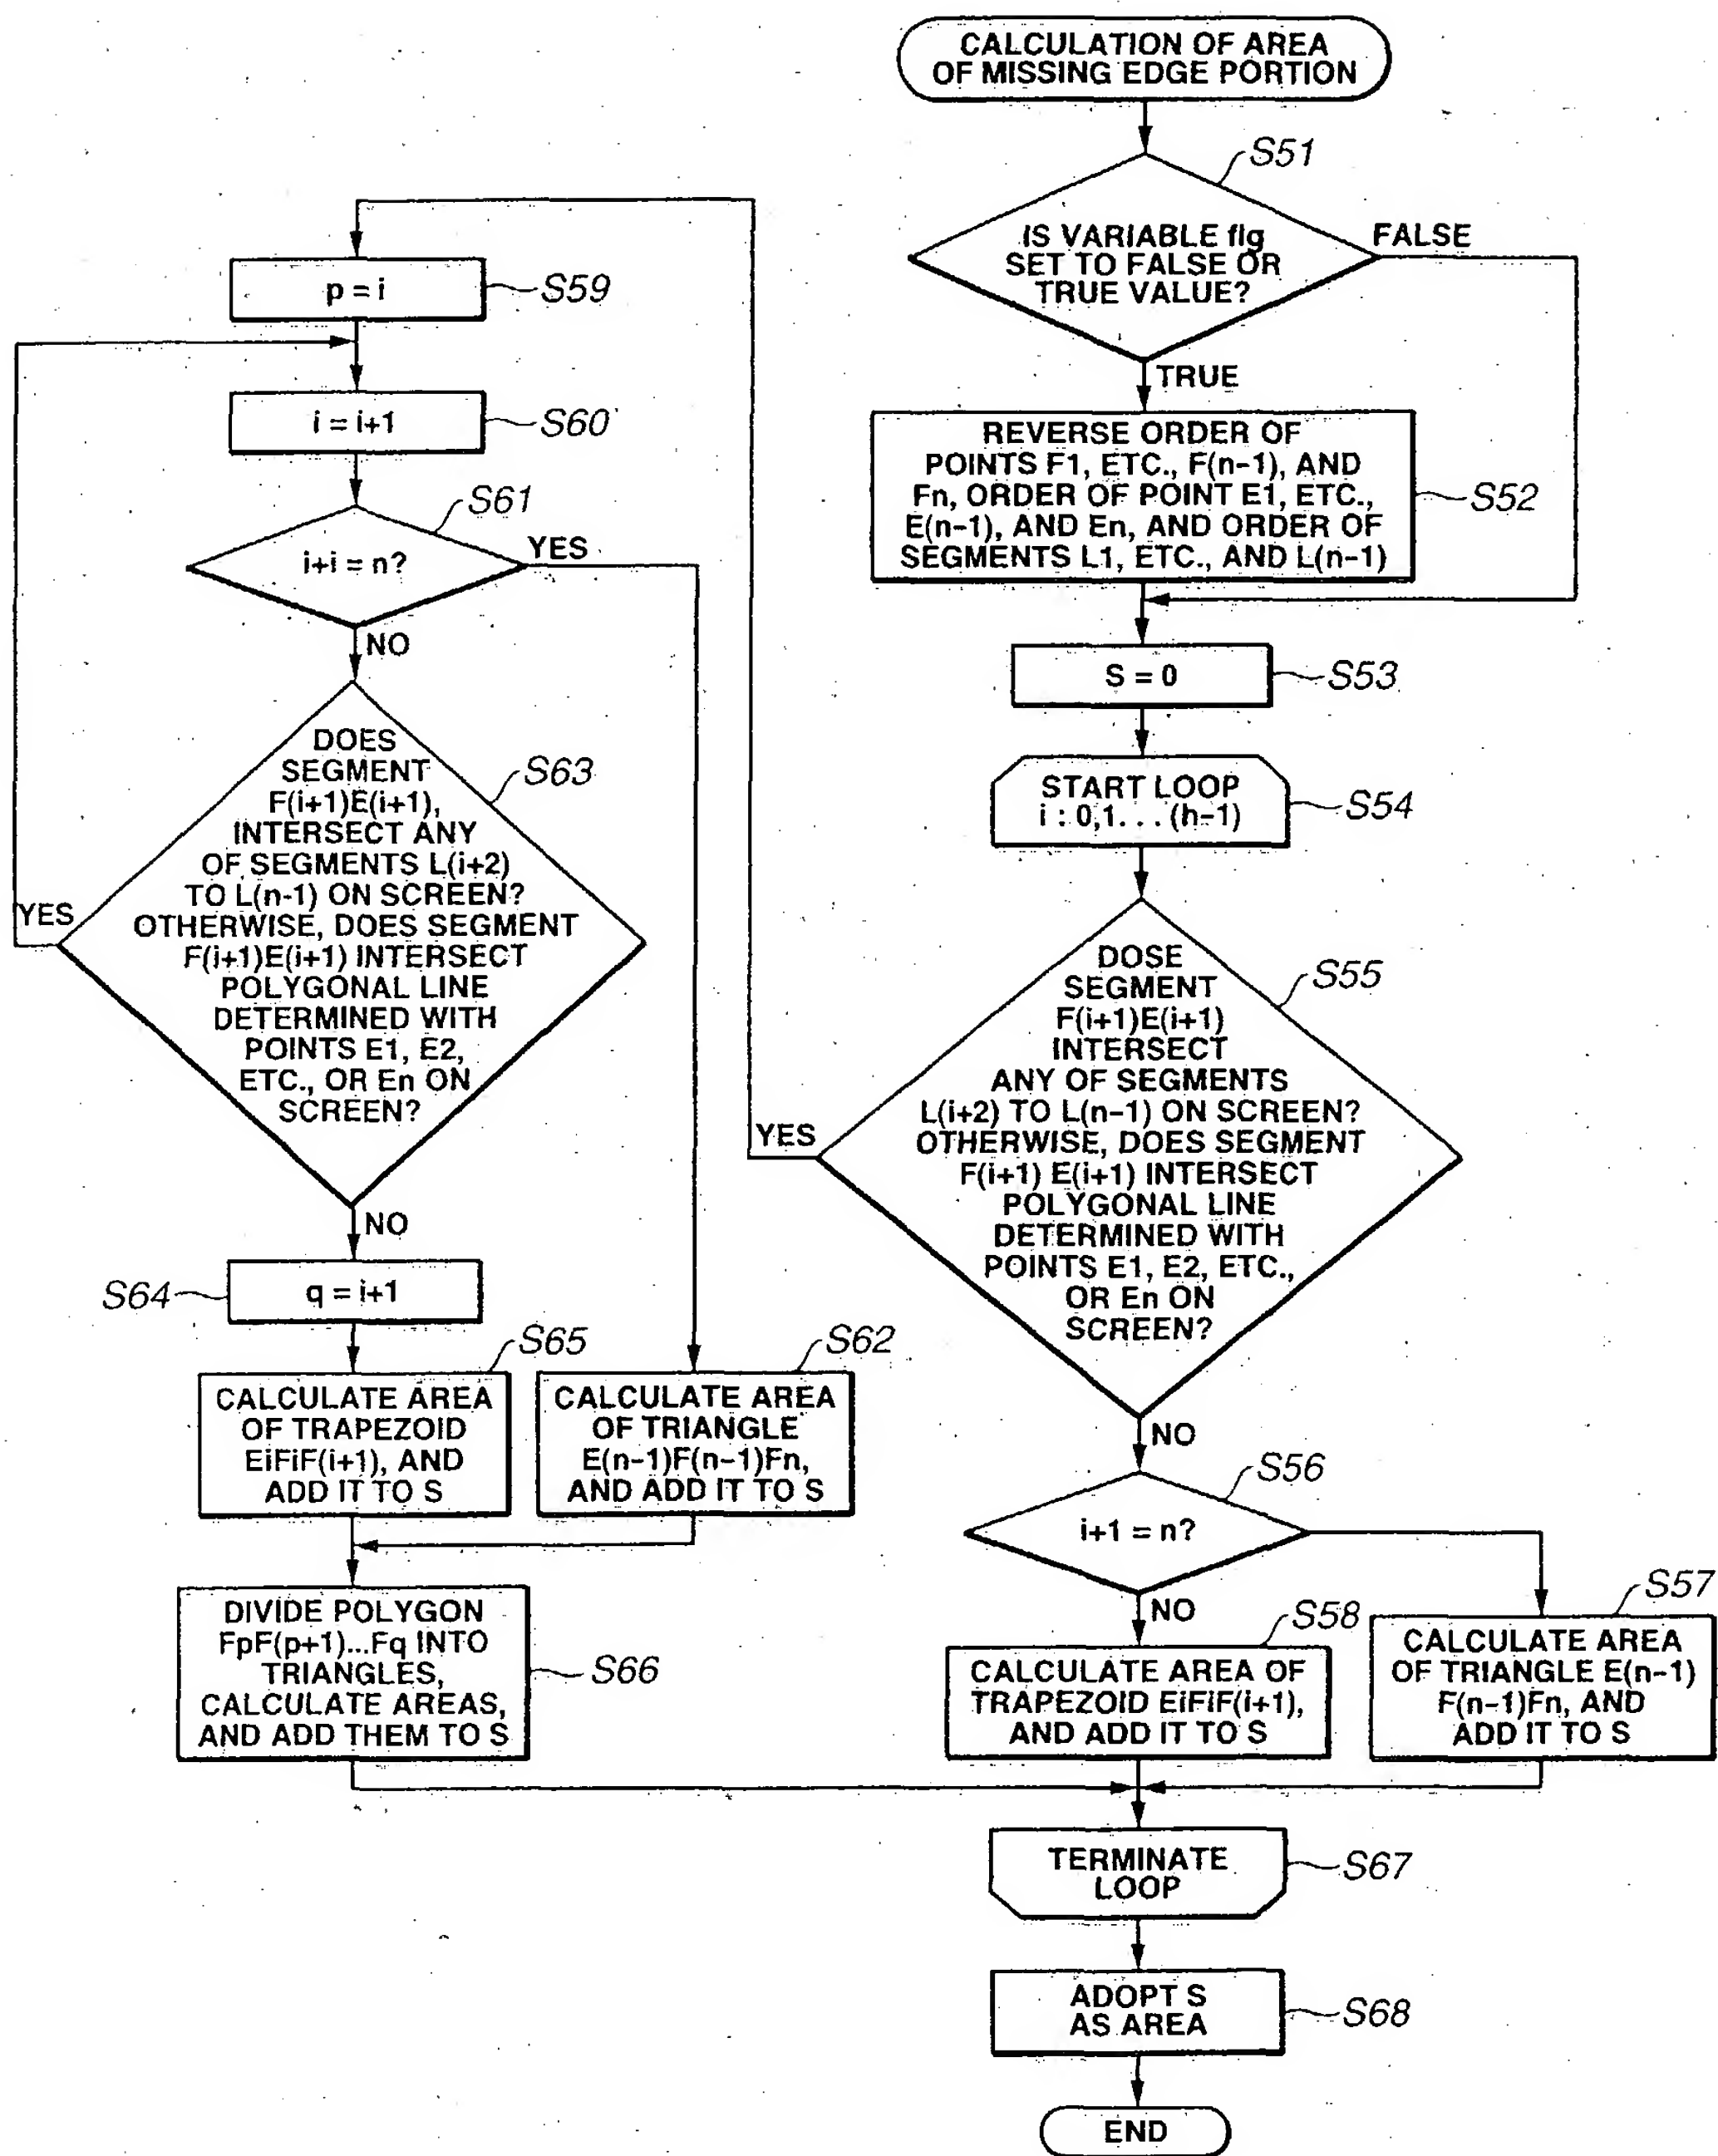 CALCULATION OF AREA
OF MISSING EDGE PORTION
S51
IS VARIABLE flg
SET TO FALSE OR
TRUE VALUE?
FALSE
TRUE
REVERSE ORDER OF
POINTS F1, ETC., F(n-1), AND
Fn, ORDER OF POINT E1, ETC.,
E(n-1), AND En, AND ORDER OF
SEGMENTS L1, ETC., AND L(n-1)
S52
S = 0
S53
START LOOP
i : 0,1. . . (h-1)
S54
DOSE
SEGMENT
F(i+1)E(i+1)
INTERSECT
ANY OF SEGMENTS
L(i+2) TO L(n-1) ON SCREEN?
OTHERWISE, DOES SEGMENT
F(i+1) E(i+1) INTERSECT
POLYGONAL LINE
DETERMINED WITH
POINTS E1, E2, ETC.,
OR En ON
SCREEN?
S55
YES
NO
S56
i+1 = n?
NO
S58
CALCULATE AREA OF
TRAPEZOID EiFiF(i+1),
AND ADD IT TO S
S57
CALCULATE AREA
OF TRIANGLE E(n-1)
F(n-1)Fn, AND
ADD IT TO S
p = i
S59
i = i+1
S60
S61
i+i = n?
YES
NO
DOES
SEGMENT
F(i+1)E(i+1),
INTERSECT ANY
OF SEGMENTS L(i+2)
TO L(n-1) ON SCREEN?
OTHERWISE, DOES SEGMENT
F(i+1)E(i+1) INTERSECT
POLYGONAL LINE
DETERMINED WITH
POINTS E1, E2,
ETC., OR En ON
SCREEN?
S63
YES
NO
S64
q = i+1
S65
CALCULATE AREA
OF TRAPEZOID
EiFiF(i+1), AND
ADD IT TO S
S62
CALCULATE AREA
OF TRIANGLE
E(n-1)F(n-1)Fn,
AND ADD IT TO S
DIVIDE POLYGON
FpF(p+1)...Fq INTO
TRIANGLES,
CALCULATE AREAS,
AND ADD THEM TO S
S66
TERMINATE
LOOP
S67
ADOPT S
AS AREA
S68
END